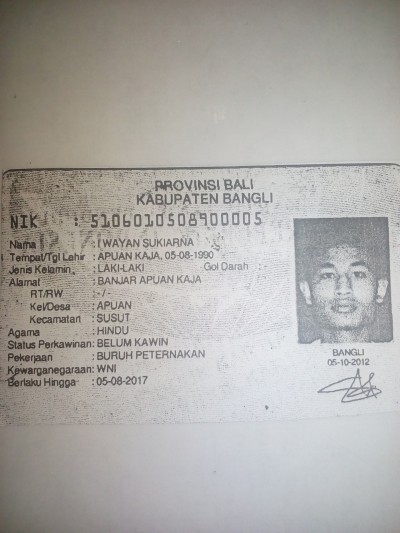 PROVINSI BALI
KABUPATEN BANGLI
NIK : 5106010508900005
Nama : I WAYAN SUKIARNA
Tempat/Tgl Lahir : APUAN KAJA, 05-08-1990
Jenis Kelamin : LAKI-LAKI Gol Darah :
Alamat : BANJAR APUAN KAJA
RT/RW : -/-
Kel/Desa : APUAN
Kecamatan : SUSUT
Agama : HINDU
Status Perkawinan: BELUM KAWIN
Pekerjaan : BURUH PETERNAKAN
Kewarganegaraan: WNI
Berlaku Hingga : 05-08-2017
BANGLI
05-10-2012